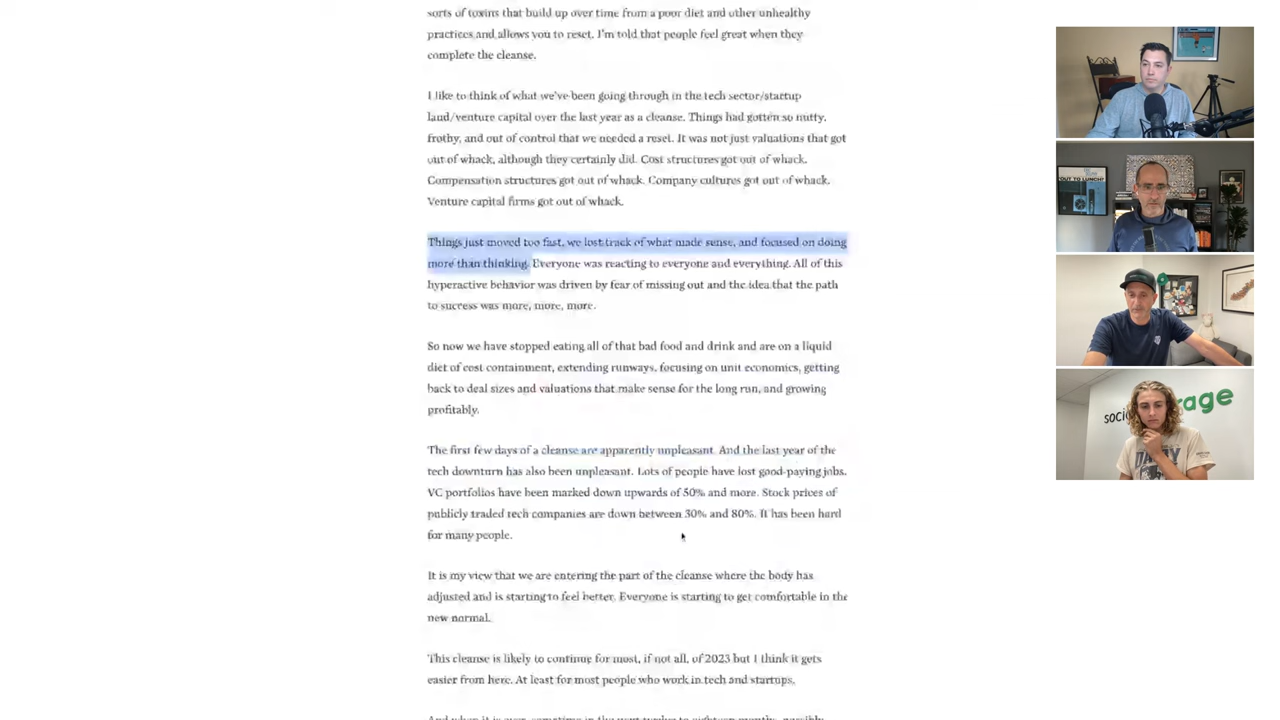 sorts of toxins that build up over time from a poor diet and other unhealthy
practices and allows you to reset. I'm told that people feel great when they
complete the cleanse.
I like to think of what we've been going through in the tech sector/startup
land/venture capital over the last year as a cleanse. Things had gotten so nutty,
frothy, and out of control that we needed a reset. It was not just valuations that got
out of whack, although they certainly did. Cost structures got out of whack.
Compensation structures got out of whack. Company cultures got out of whack.
Venture capital firms got out of whack.
Things just moved too fast, we lost track of what made sense, and focused on doing
more than thinking. Everyone was reacting to everyone and everything. All of this
hyperactive behavior was driven by fear of missing out and the idea that the path
to success was more, more, more.
So now we have stopped eating all of that bad food and drink and are on a liquid
diet of cost containment, extending runways, focusing on unit economics, getting
back to deal sizes and valuations that make sense for the long run, and growing
profitably.
The first few days of a cleanse are apparently unpleasant. And the last year of the
tech downturn has also been unpleasant. Lots of people have lost good-paying jobs.
VC portfolios have been marked down upwards of 50% and more. Stock prices of
publicly traded tech companies are down between 30% and 80%. It has been hard
for many people.
It is my view that we are entering the part of the cleanse where the body has
adjusted and is starting to feel better. Everyone is starting to get comfortable in the
new normal.
This cleanse is likely to continue for most, if not all, of 2023 but I think it gets
easier from here. At least for most people who work in tech and startups.
And when it is over, sometime in the next twelve to eighteen months, possibly
OUT TO LUNCH?
soci
rage